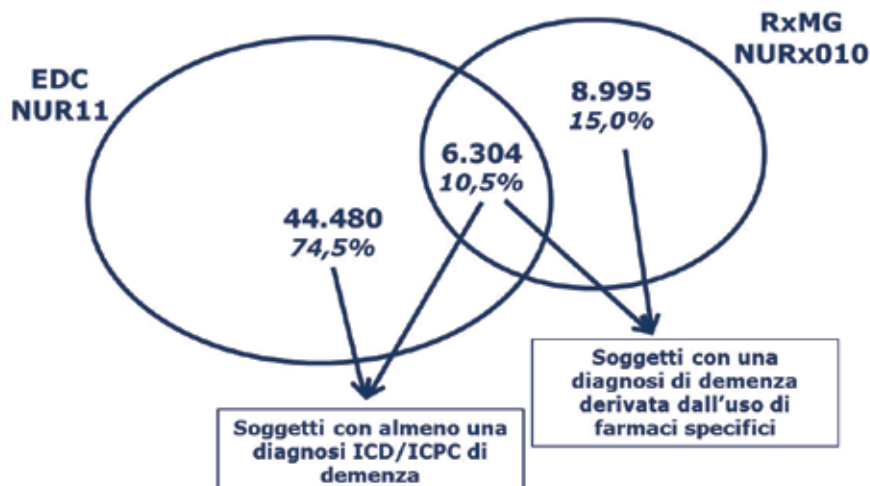 EDC
NUR11
RxMG
NURx010
8.995
15,0%
6.304
10,5%
44.480
74,5%
Soggetti con una
diagnosi di demenza
derivata dall'uso di
farmaci specifici
Soggetti con almeno una
diagnosi ICD/ICPC di
demenza